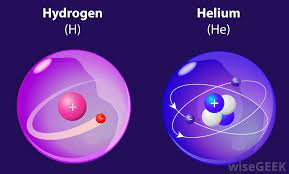 Hydrogen
(H)
Helium
(He)
+
-
+
-
-
wiseGEEK